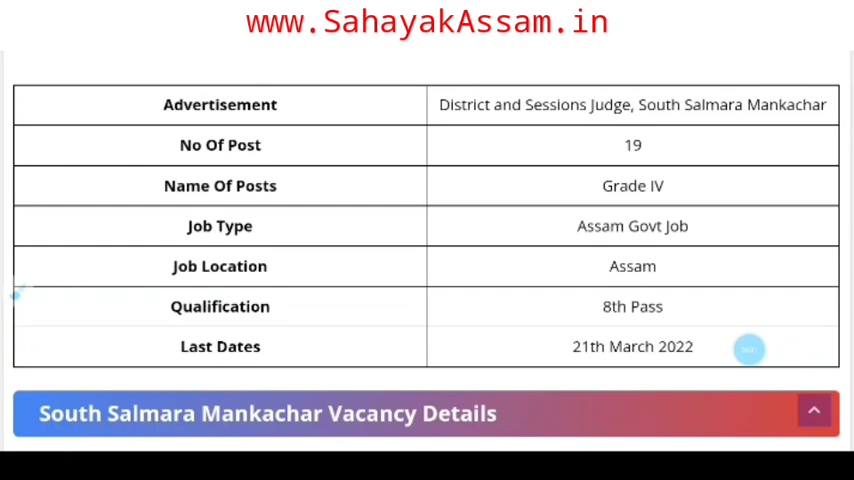 www.SahayakAssam.in
Advertisement District and Sessions Judge, South Salmara Mankachar
No Of Post 19
Name Of Posts Grade IV
Job Type Assam Govt Job
Job Location Assam
Qualification 8th Pass
Last Dates 21th March 2022
South Salmara Mankachar Vacancy Details